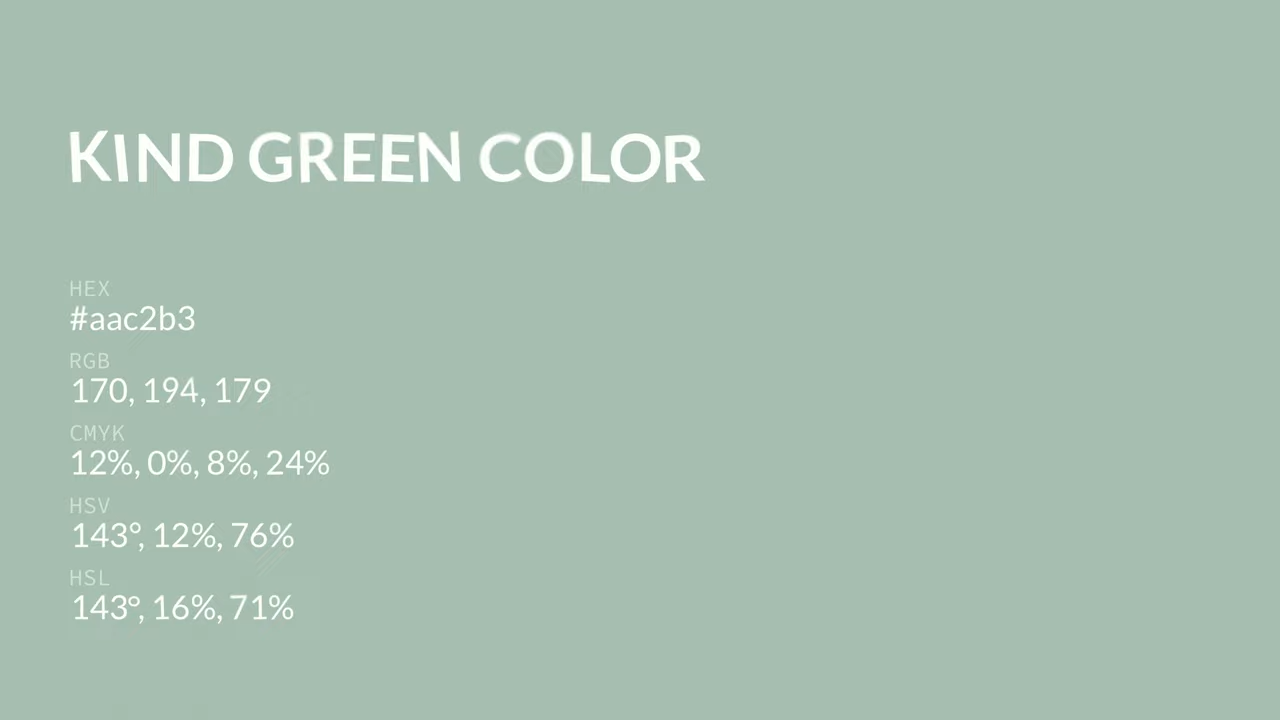 KIND GREEN COLOR
HEX
#aac2b3
RGB
170, 194, 179
CMYK
12%, 0%, 8%, 24%
HSV
143°, 12%, 76%
HSL
143°, 16%, 71%